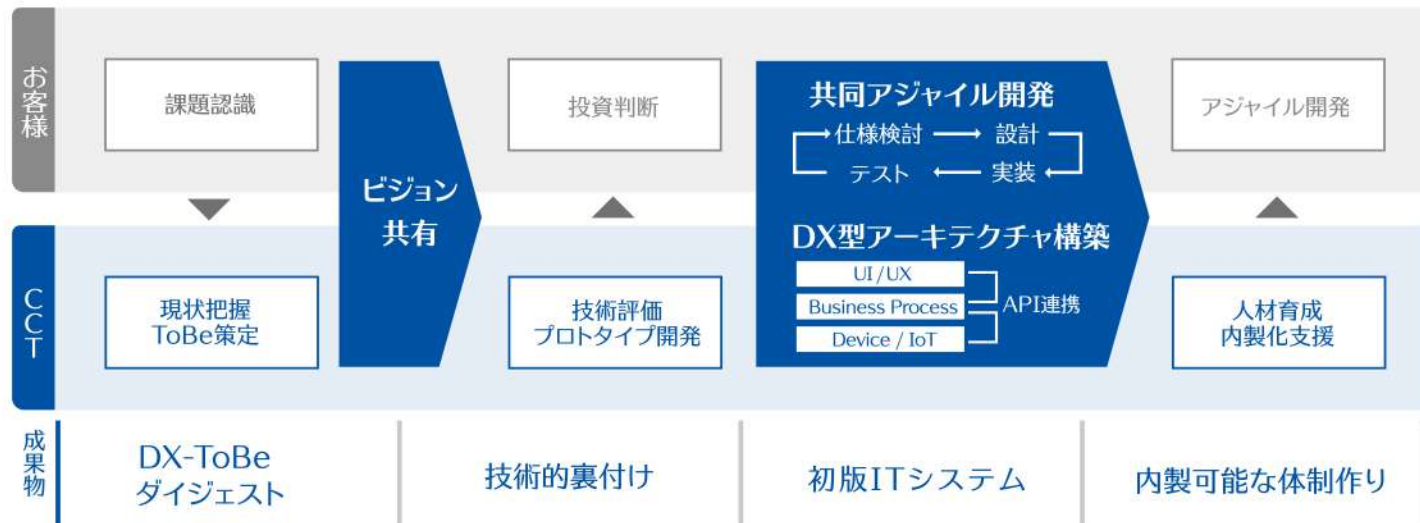 お客様
課題認識
ビジョン
共有
投資判断
共同アジャイル開発
仕様検討
設計
テスト
実装
アジャイル開発
DX型アーキテクチャ構築
UI/UX
Business Process
Device / IoT
API連携
CCT
現状把握
ToBe策定
技術評価
プロトタイプ開発
人材育成
内製化支援
成果物
DX-ToBe
ダイジェスト
技術的裏付け
初版ITシステム
内製可能な体制作り